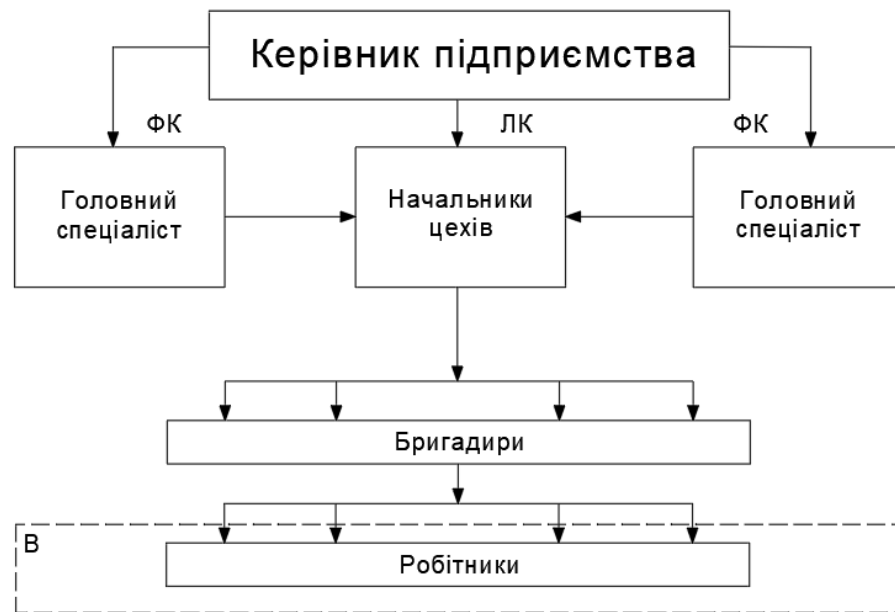 Керівник підприємства
ФК
ЛК
ФК
Головний
спеціаліст
Начальники
цехів
Головний
спеціаліст
Бригадири
В
Робітники